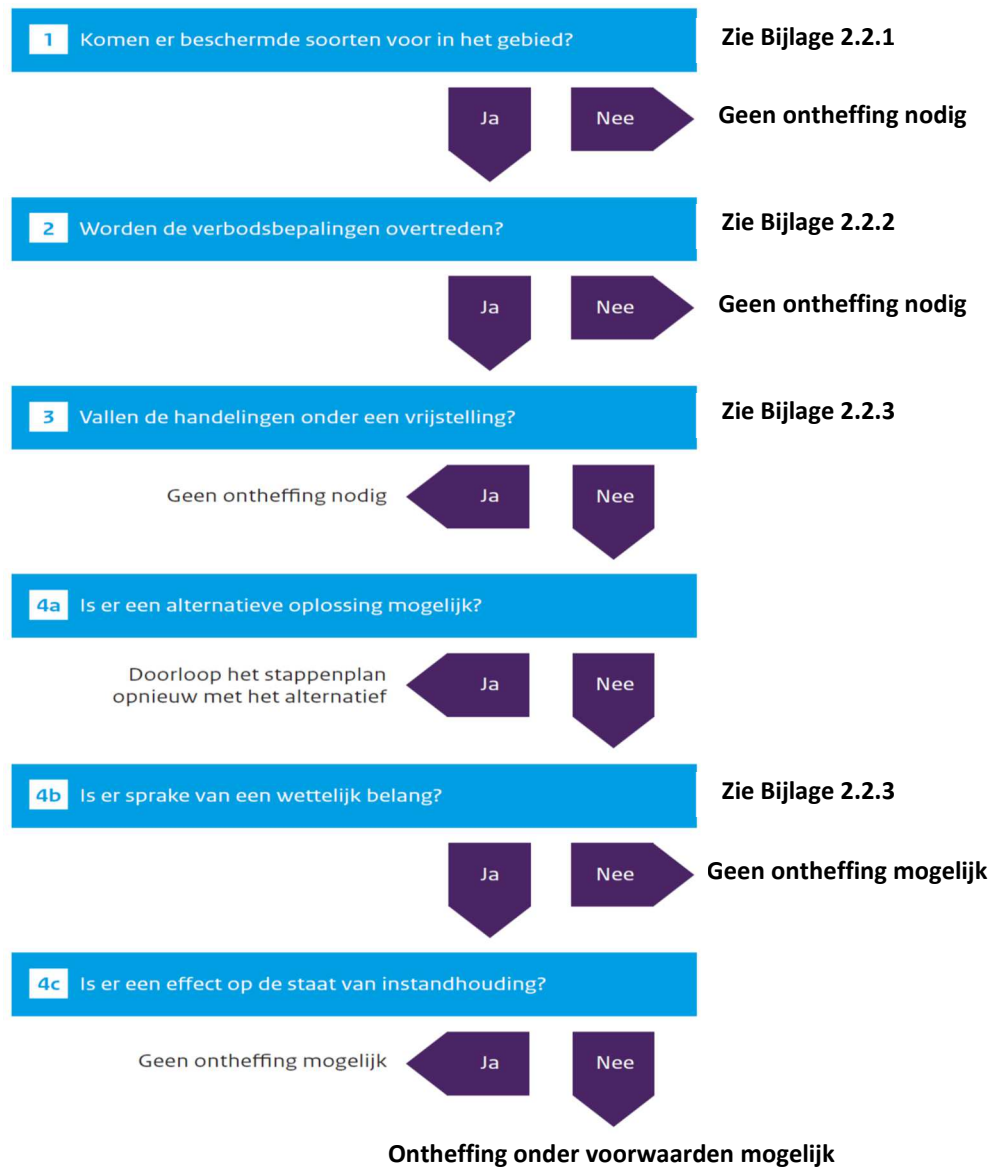 1 Komen er beschermde soorten voor in het gebied? Zie Bijlage 2.2.1
Ja Nee Geen ontheffing nodig
2 Worden de verbodsbepalingen overtreden? Zie Bijlage 2.2.2
Ja Nee Geen ontheffing nodig
3 Vallen de handelingen onder een vrijstelling? Zie Bijlage 2.2.3
Geen ontheffing nodig Ja Nee
4a Is er een alternatieve oplossing mogelijk?
Doorloop het stappenplan
opnieuw met het alternatief Ja Nee
4b Is er sprake van een wettelijk belang? Zie Bijlage 2.2.3
Ja Nee Geen ontheffing mogelijk
4c Is er een effect op de staat van instandhouding?
Geen ontheffing mogelijk Ja Nee
Ontheffing onder voorwaarden mogelijk